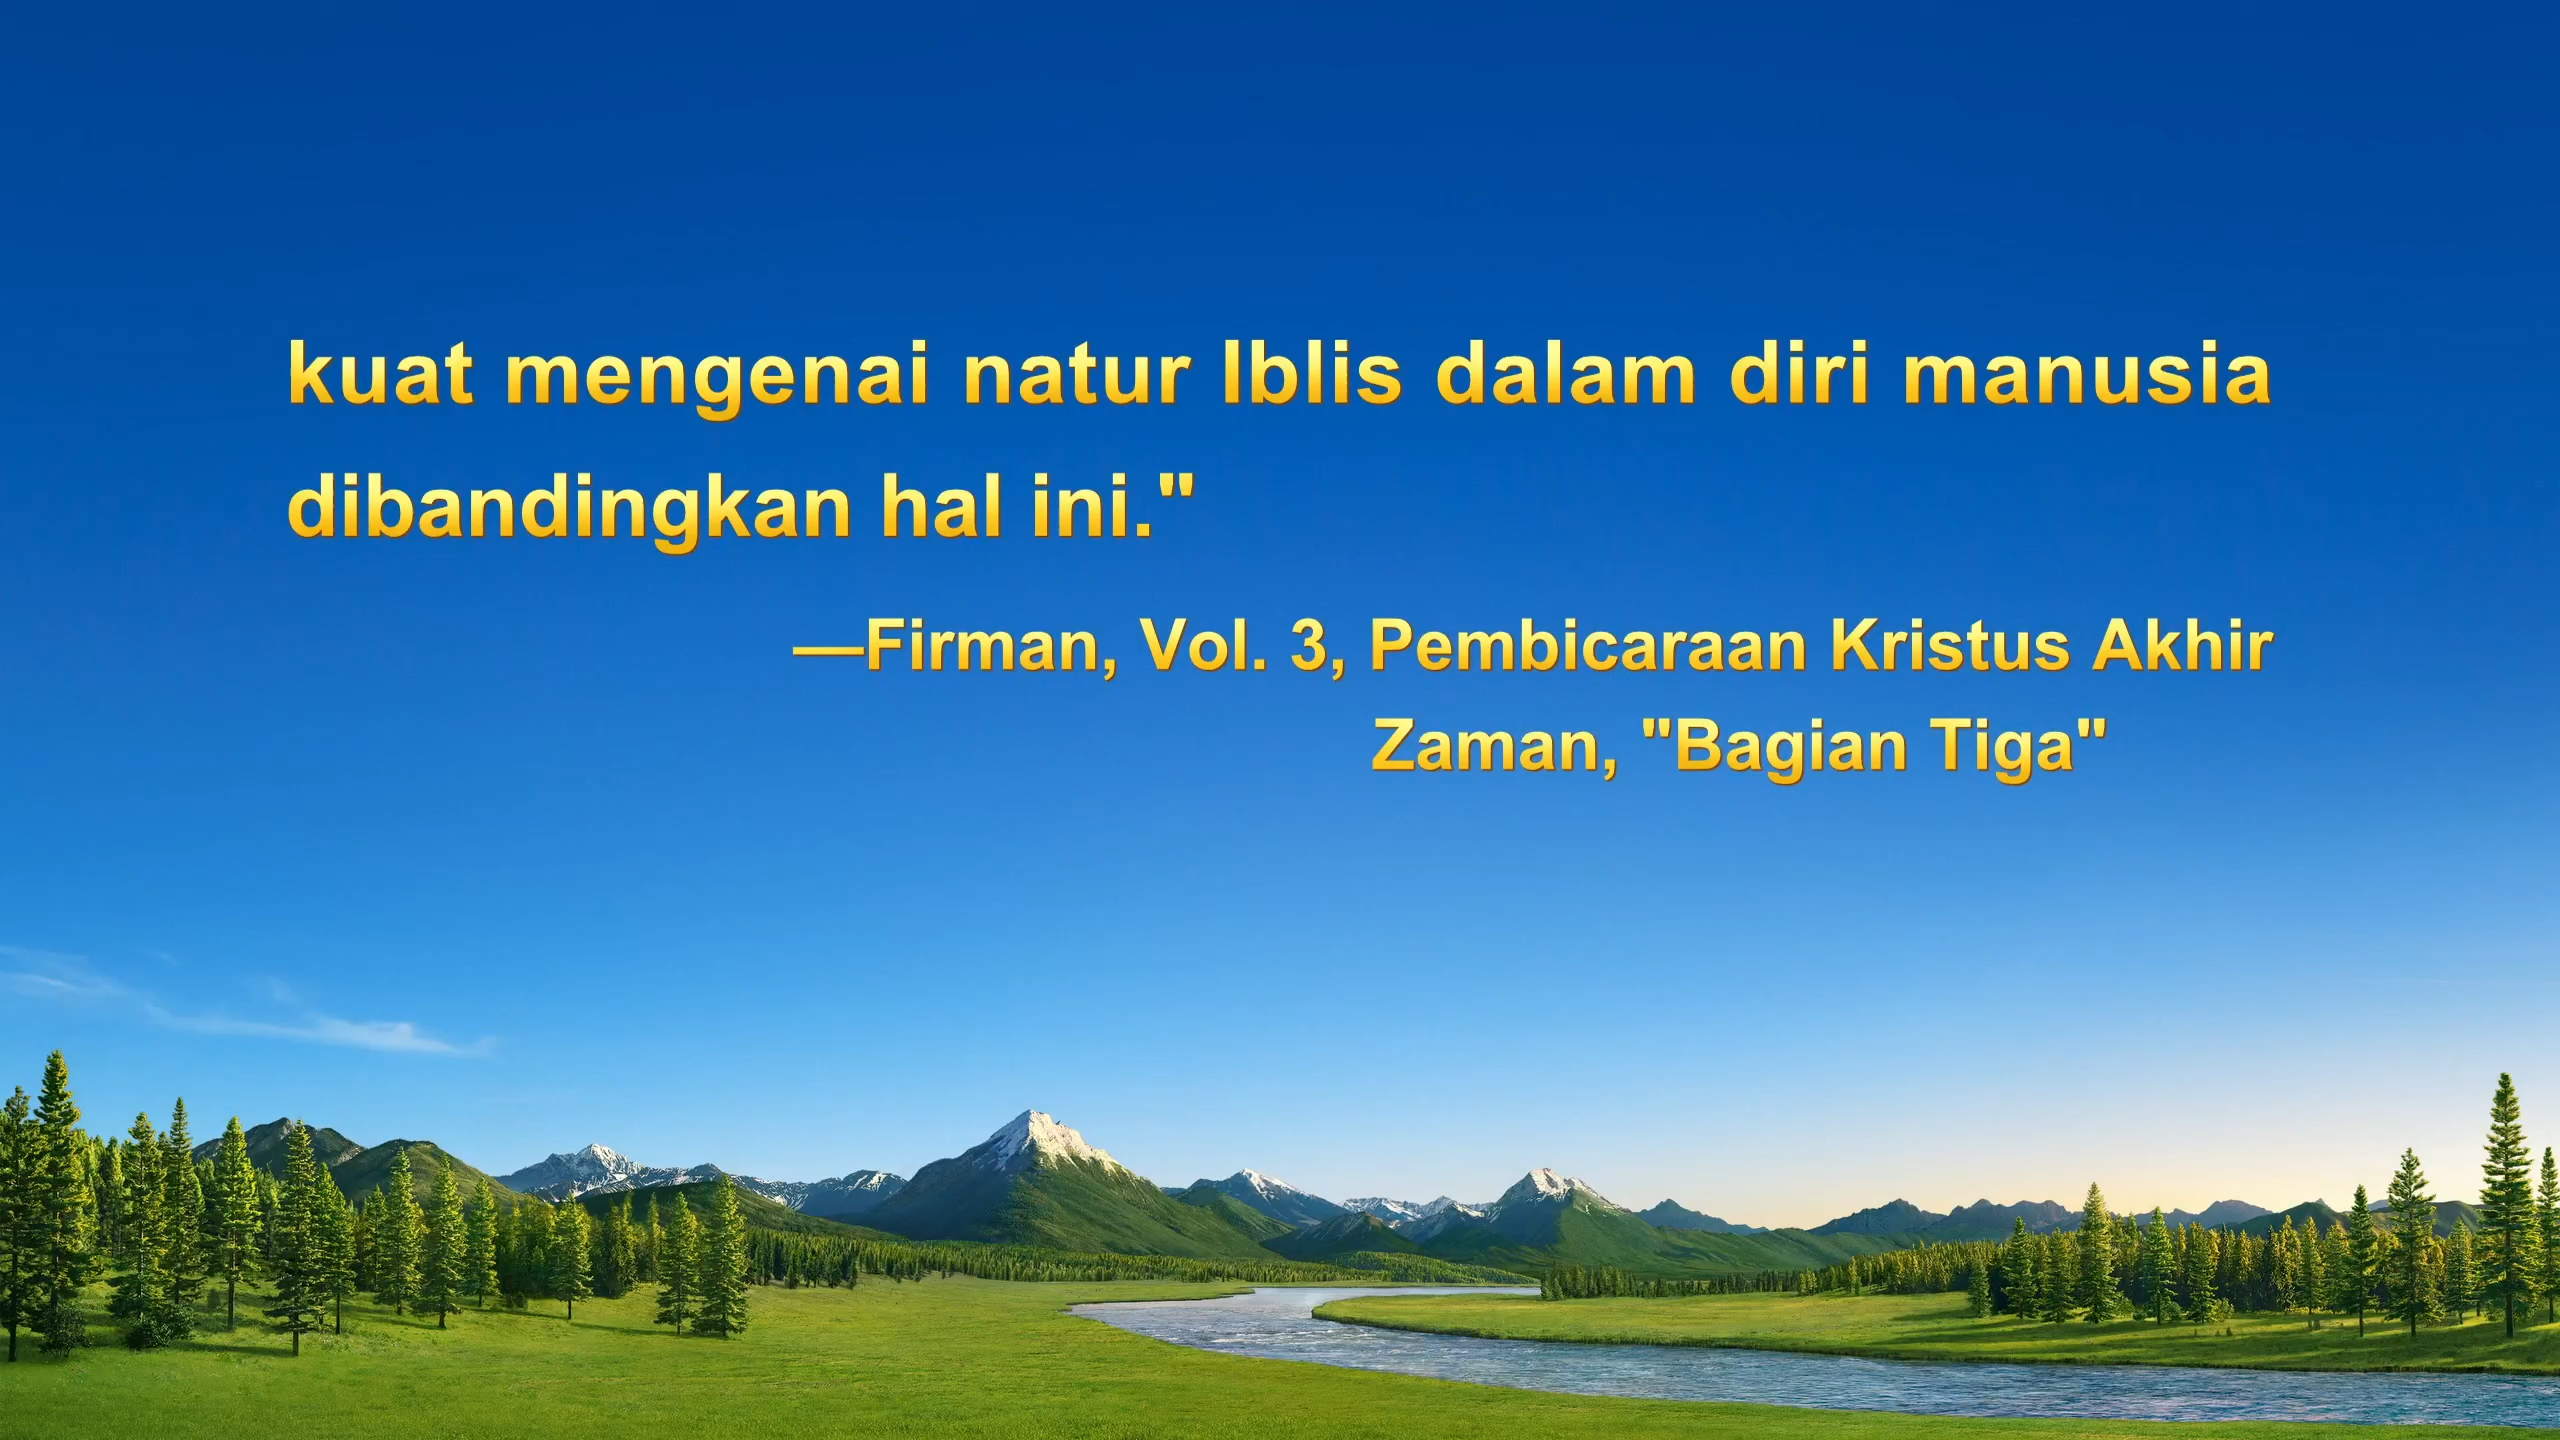 kuat mengenai natur Iblis dalam diri manusia
dibandingkan hal ini."
—Firman, Vol. 3, Pembicaraan Kristus Akhir
Zaman, "Bagian Tiga"